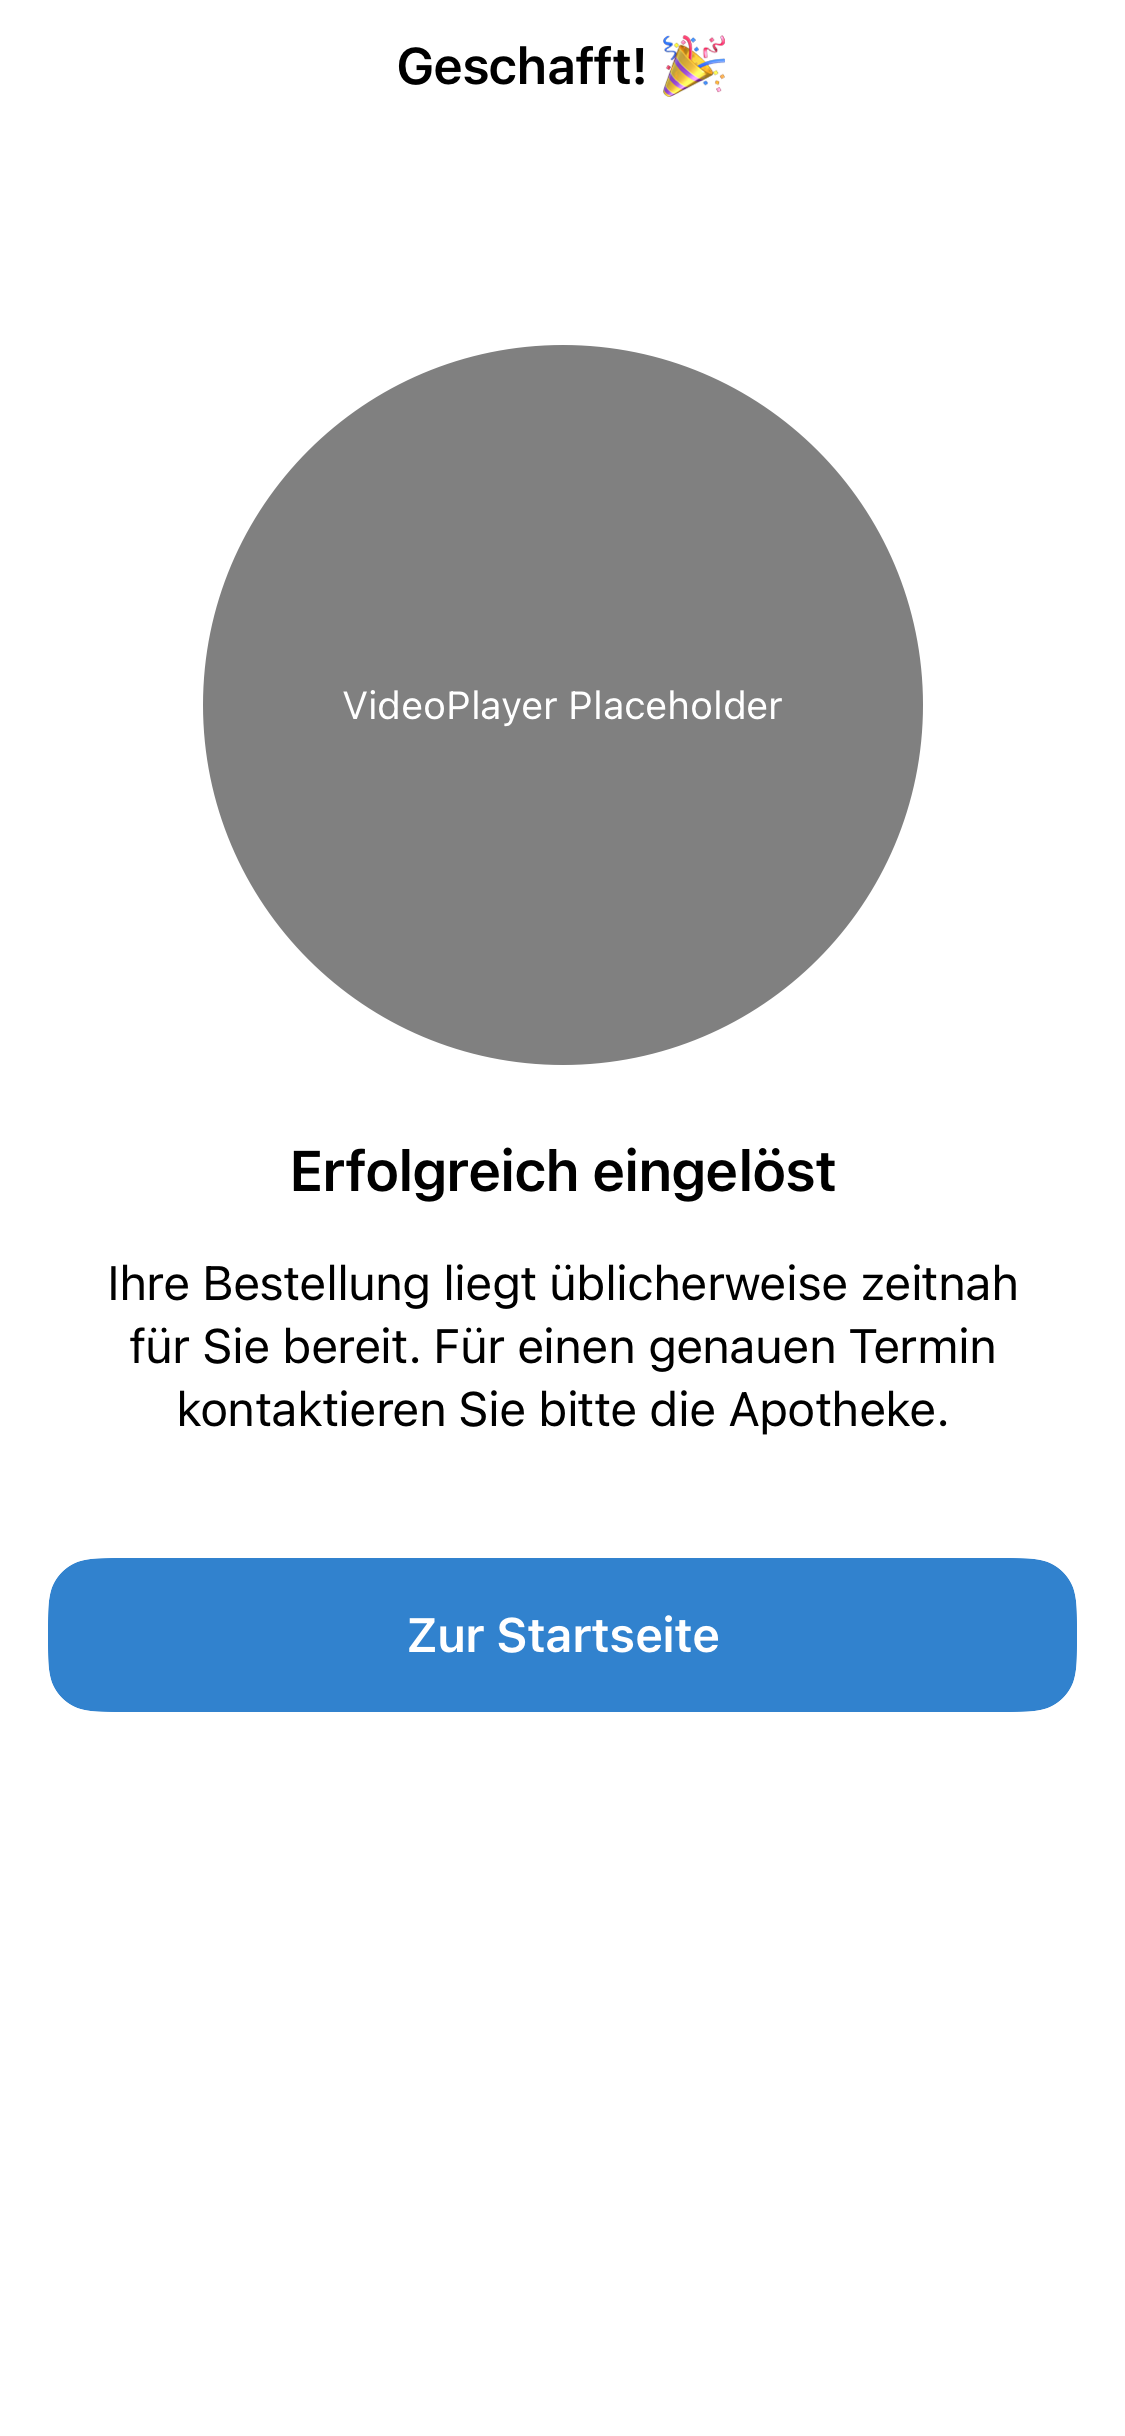 Geschafft! 🎉
VideoPlayer Placeholder
Erfolgreich eingelöst
Ihre Bestellung liegt üblicherweise zeitnah
für Sie bereit. Für einen genauen Termin
kontaktieren Sie bitte die Apotheke.
Zur Startseite